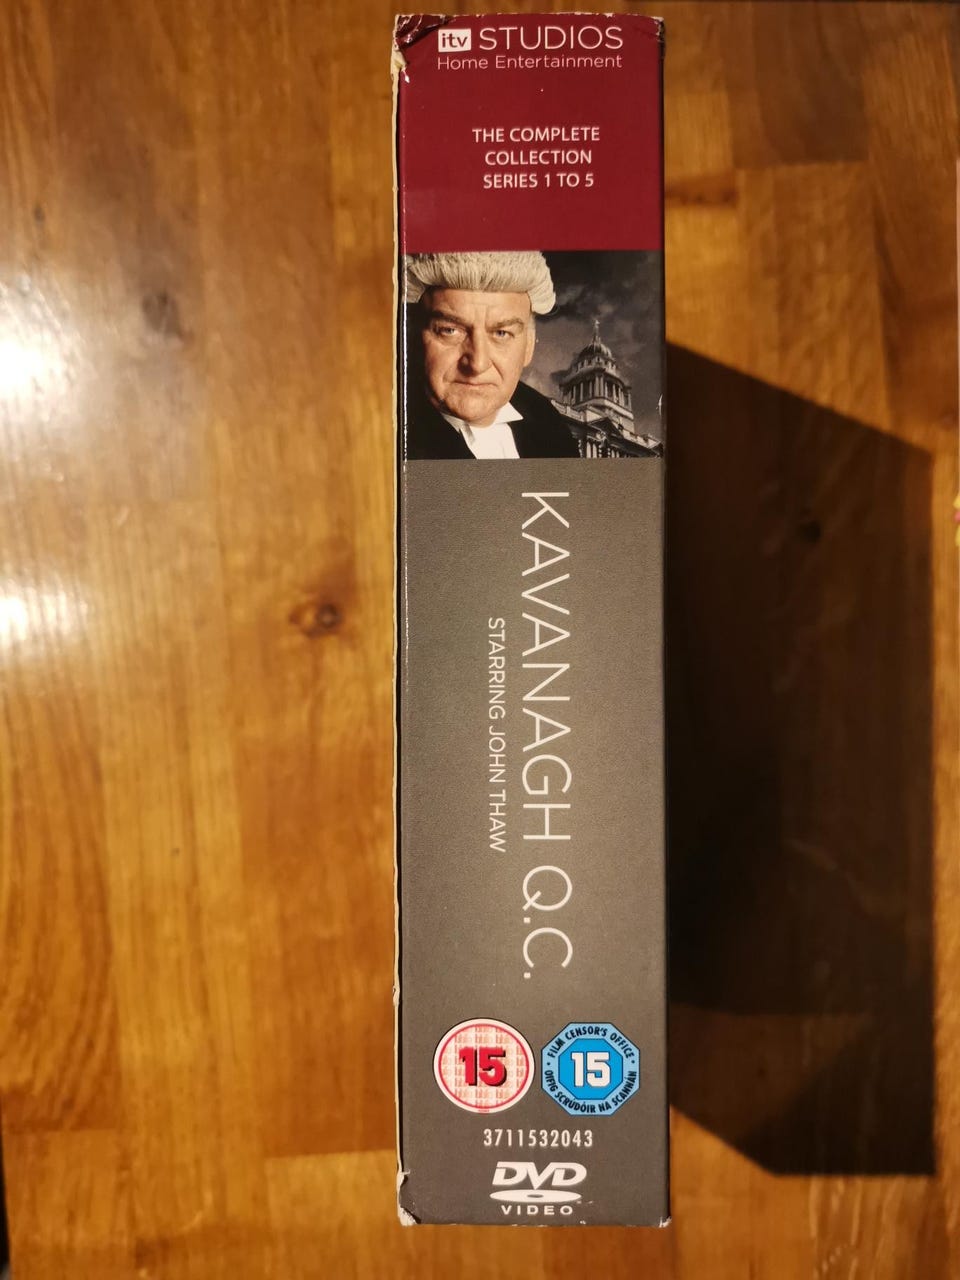 itv STUDIOS
Home Entertainment
THE COMPLETE
COLLECTION
SERIES 1 TO 5
KAVANAGH Q.C.
STARRING JOHN THAW
15
FILM CENSOR'S OFFICE
15
OIFIG SCRÚDÓIR NA SCANNÁN
3711532043
DVD
VIDEO